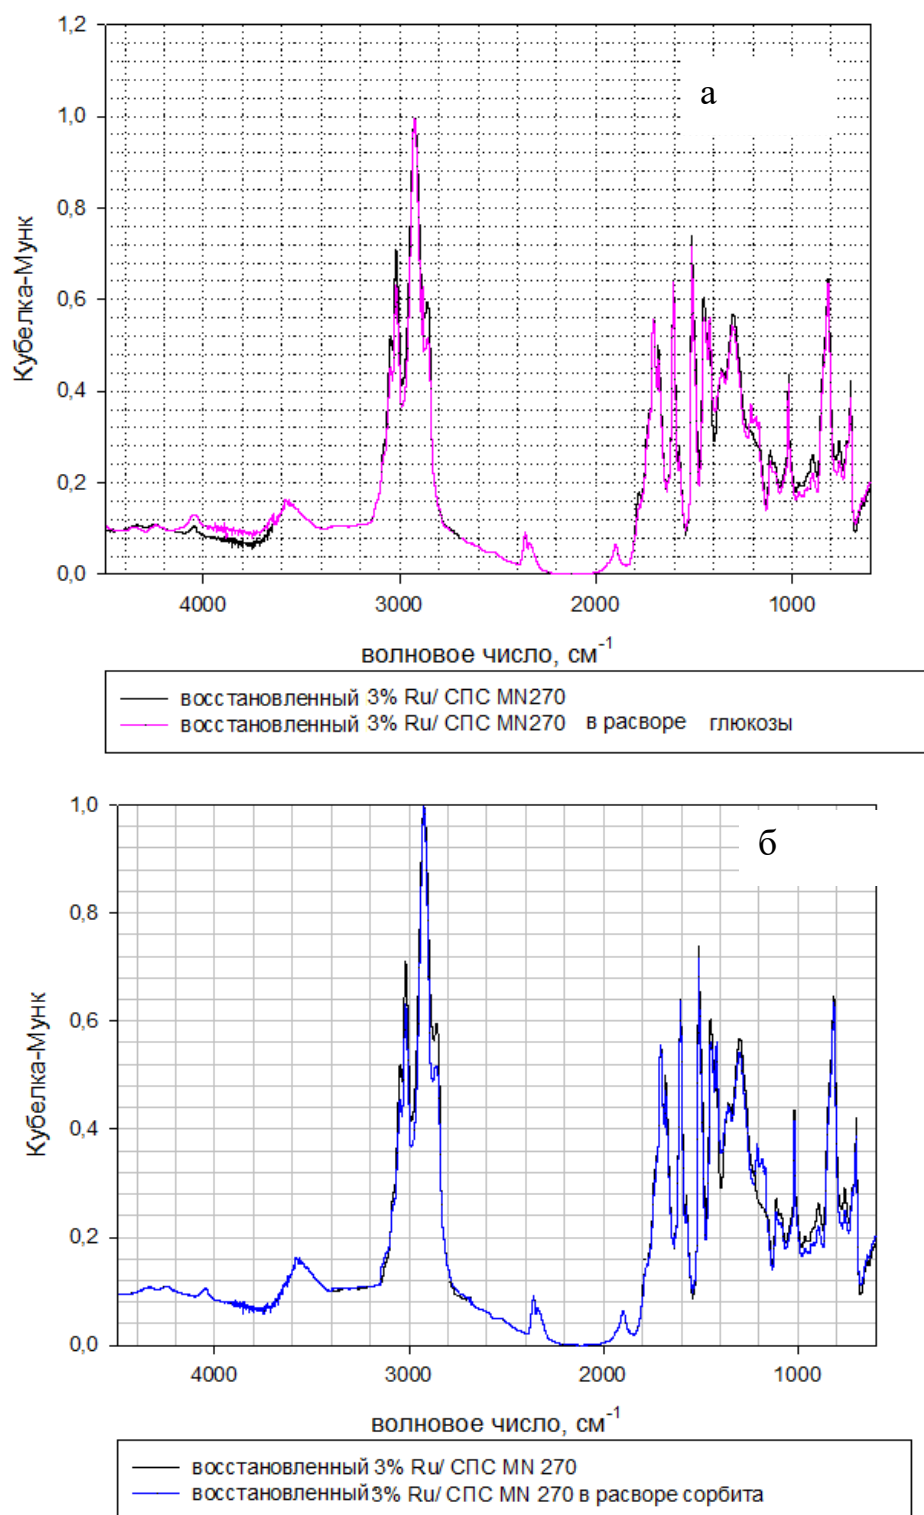 1,2
а
1,0
0,8
Кубелка-Мунк
0,6
0,4
0,2
0,0
4000 3000 2000 1000
волновое число, см-1
восстановленный 3% Ru/ СПС MN270
восстановленный 3% Ru/ СПС MN270 в расворе глюкозы
1,0
б
0,8
Кубелка-Мунк
0,6
0,4
0,2
0,0
4000 3000 2000 1000
волновое число, см-1
восстановленный 3% Ru/ СПС MN 270
восстановленный 3% Ru/ СПС MN 270 в расворе сорбита